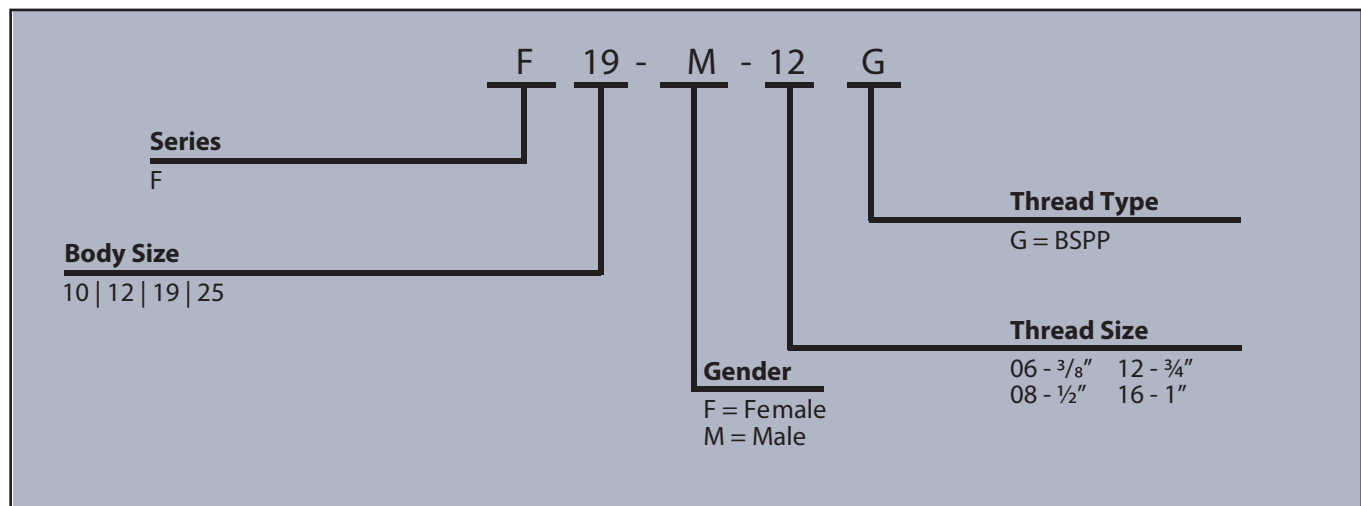 F 19 - M - 12 G
Series
F
Thread Type
G = BSPP
Body Size
10 | 12 | 19 | 25
Thread Size
06 - ³/₈” 12 - ¾”
08 - ½” 16 - 1”
Gender
F = Female
M = Male